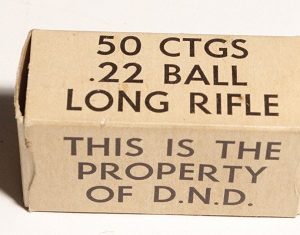 50 CTGS
.22 BALL
LONG RIFLE
THIS IS THE
PROPERTY
OF D.N.D.